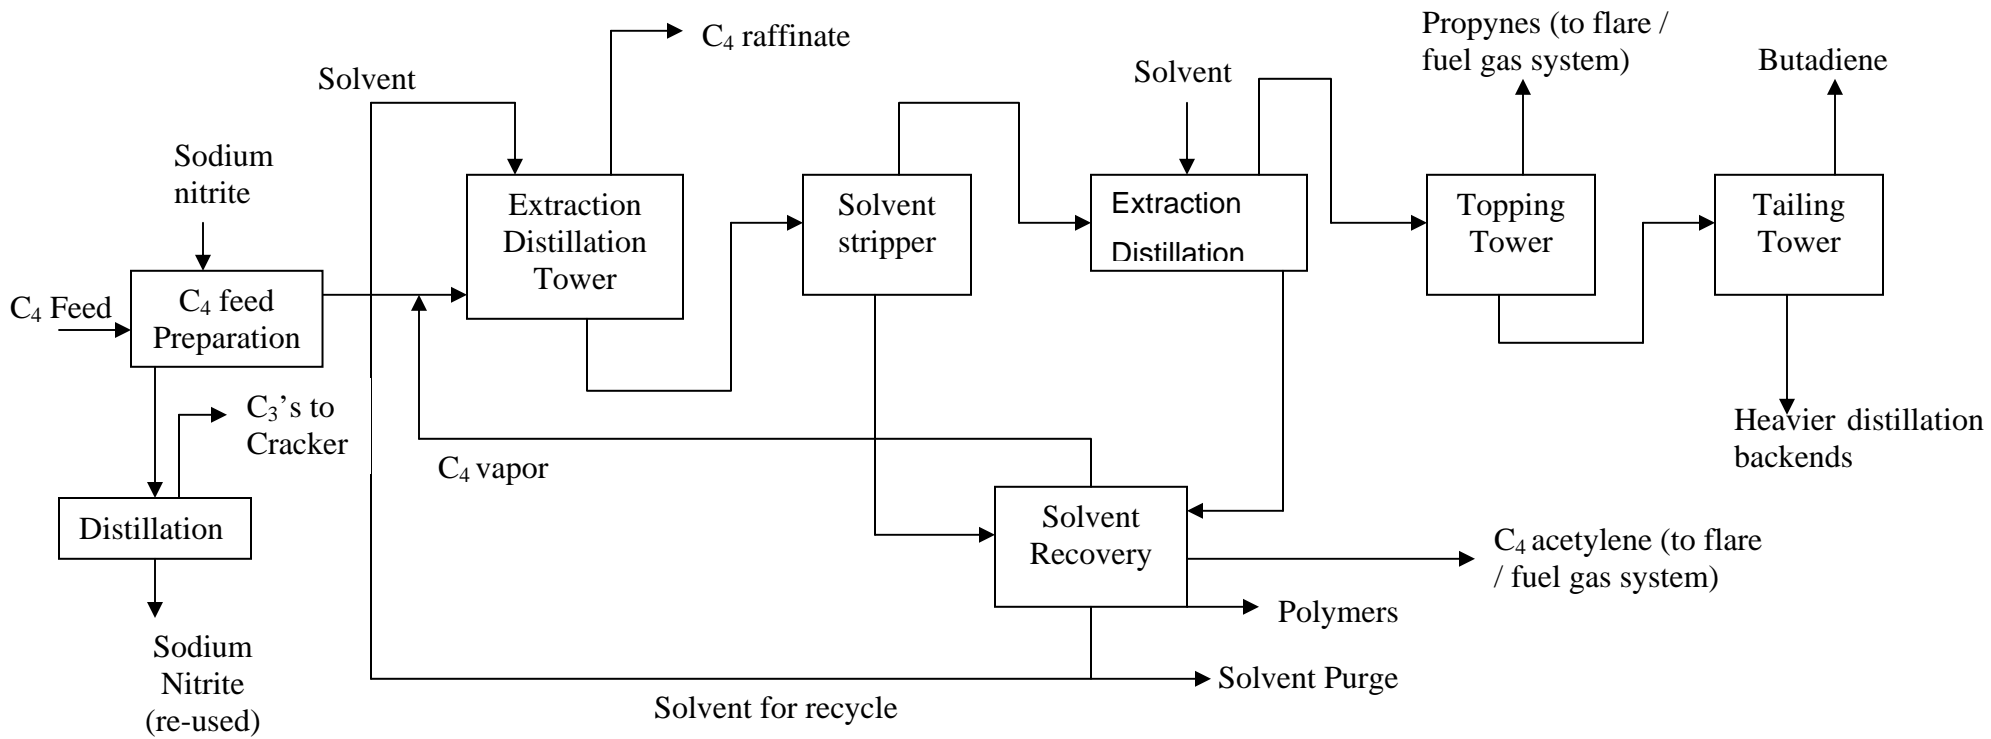 C4 raffinate
Propynes (to flare /
fuel gas system)
Butadiene
Solvent
Solvent
Sodium
nitrite
Extraction
Distillation
Tower
Solvent
stripper
Extraction
Distillation
Topping
Tower
Tailing
Tower
C4 Feed
C4 feed
Preparation
C3's to
Cracker
C4 vapor
Heavier distillation
backends
Distillation
Solvent
Recovery
C4 acetylene (to flare
/ fuel gas system)
Polymers
Sodium
Nitrite
(re-used)
Solvent Purge
Solvent for recycle